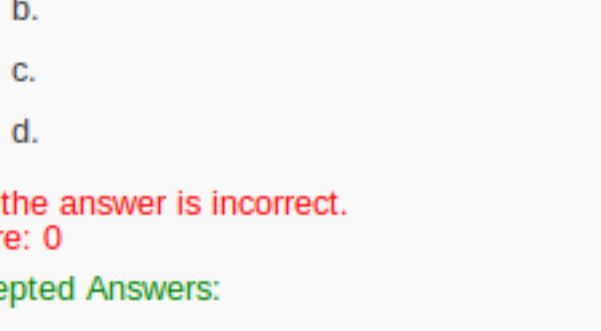 b.
c.
d.
the answer is incorrect.
re: 0
epted Answers: